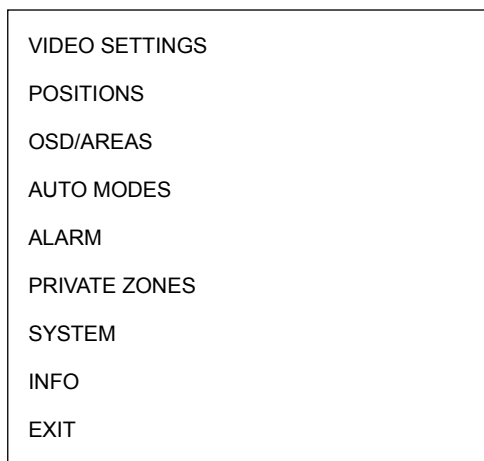 VIDEO SETTINGS
POSITIONS
OSD/AREAS
AUTO MODES
ALARM
PRIVATE ZONES
SYSTEM
INFO
EXIT